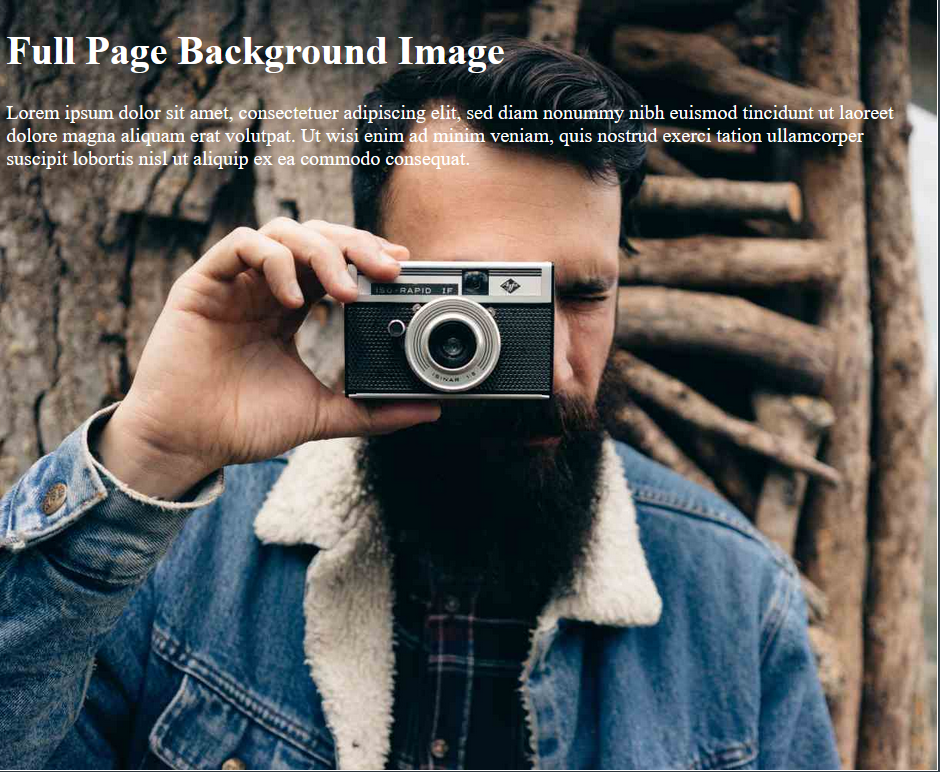 Full Page Background Image
Lorem ipsum dolor sit amet, consectetuer adipiscing elit, sed diam nonummy nibh euismod tincidunt ut laoreet
dolore magna aliquam erat volutpat. Ut wisi enim ad minim veniam, quis nostrud exerci tation ullamcorper
suscipit lobortis nisl ut aliquip ex ea commodo consequat.
ISO-RAPID IF
Agfa
ISINAR 1:8